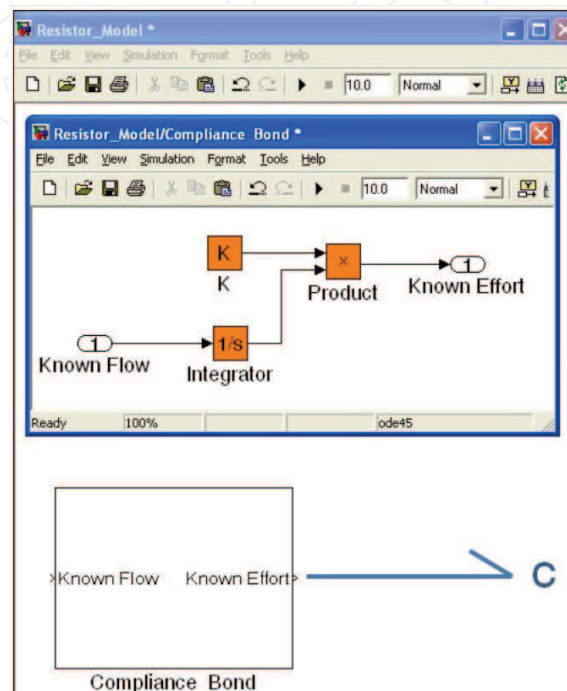 Resistor_Model *
File Edit View Simulation Format Tools Help
10.0 Normal
Resistor_Model/Compliance Bond *
File Edit View Simulation Format Tools Help
10.0 Normal
K
K
×
Product
1
Known Effort
1
Known Flow
1/s
Integrator
Ready 100% ode45
Known Flow Known Effort
C
Compliance Bond